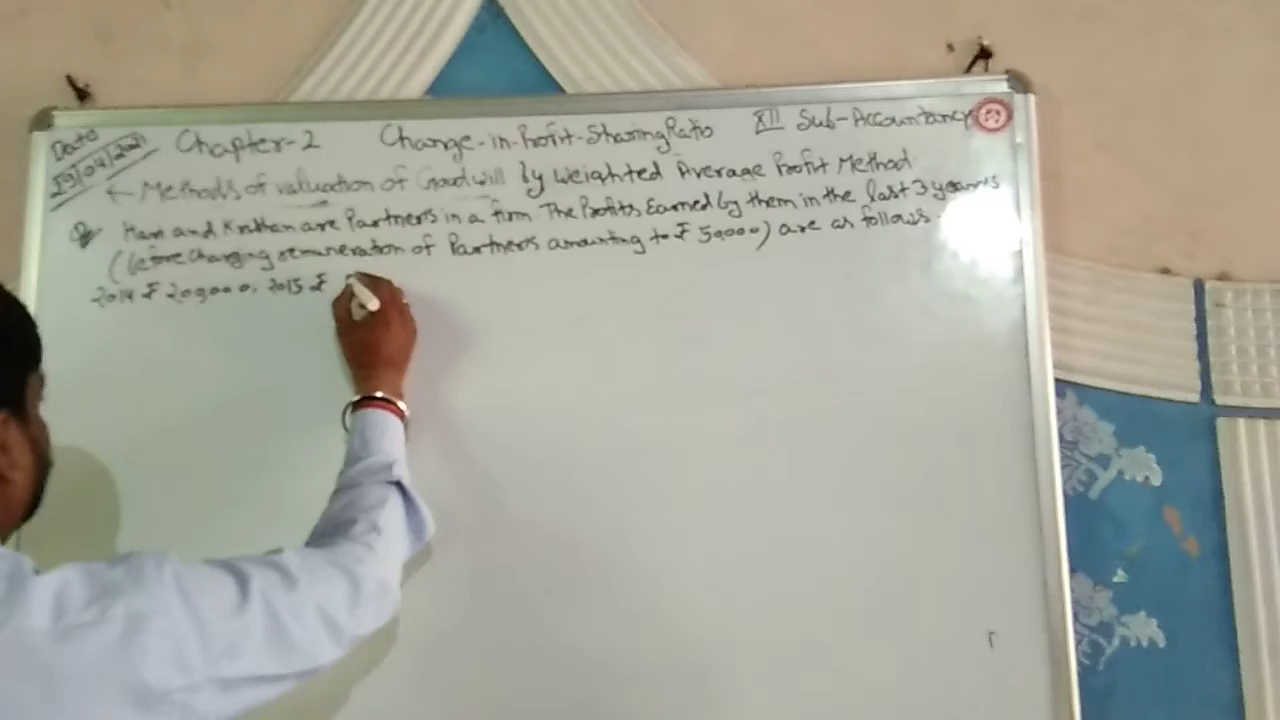 Date
19/04/2021
Chapter-2 Change-in-Profit-Sharing Ratio XII Sub-Accountancy
Methods of valuation of Goodwill by Weighted Average Profit Method
Q Hari and Krishan are Partners in a firm. The Profits Earned by them in the last 3 years
(before charging remuneration of Partners amounting to ₹ 50,000) are as follows
2014 ₹ 200,000, 2015 ₹